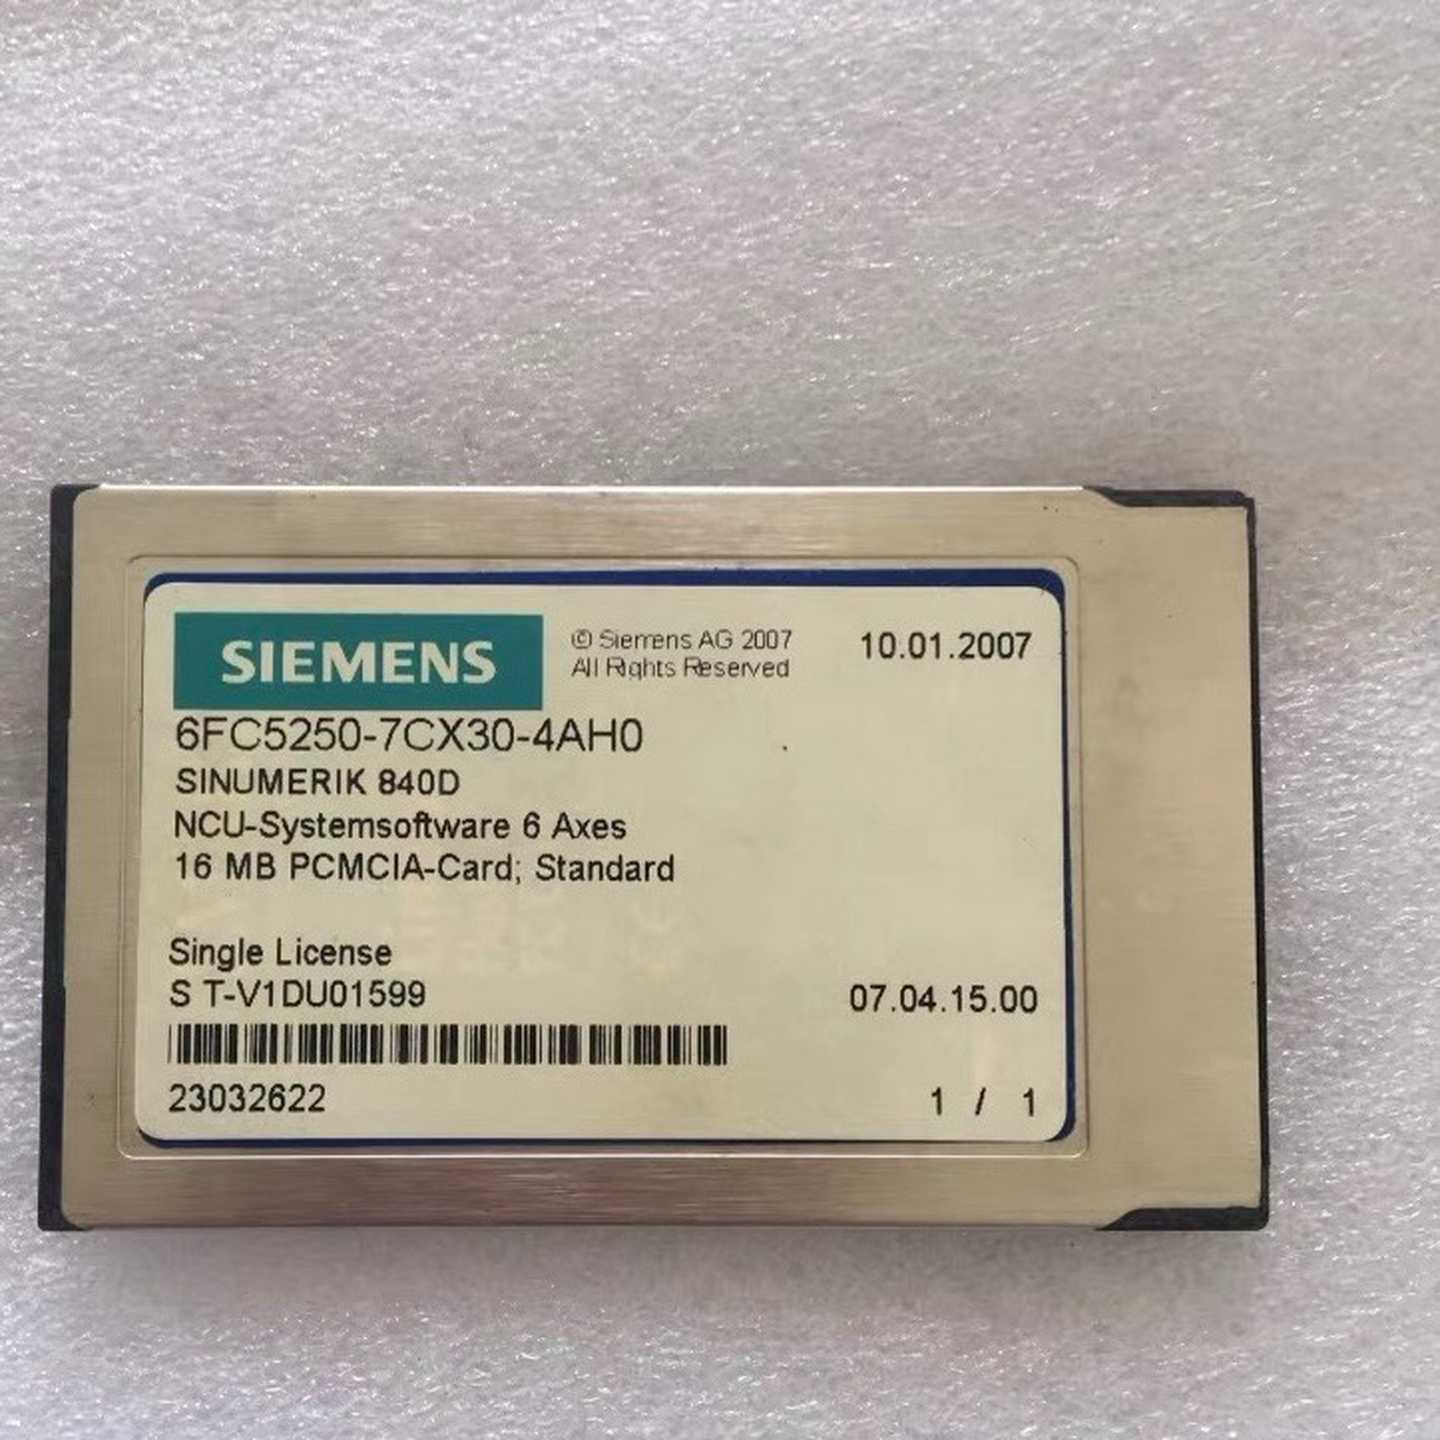 SIEMENS
© Siemens AG 2007
All Rights Reserved
10.01.2007
6FC5250-7CX30-4AH0
SINUMERIK 840D
NCU-Systemsoftware 6 Axes
16 MB PCMCIA-Card; Standard
Single License
S T-V1DU01599
07.04.15.00
23032622
1 / 1